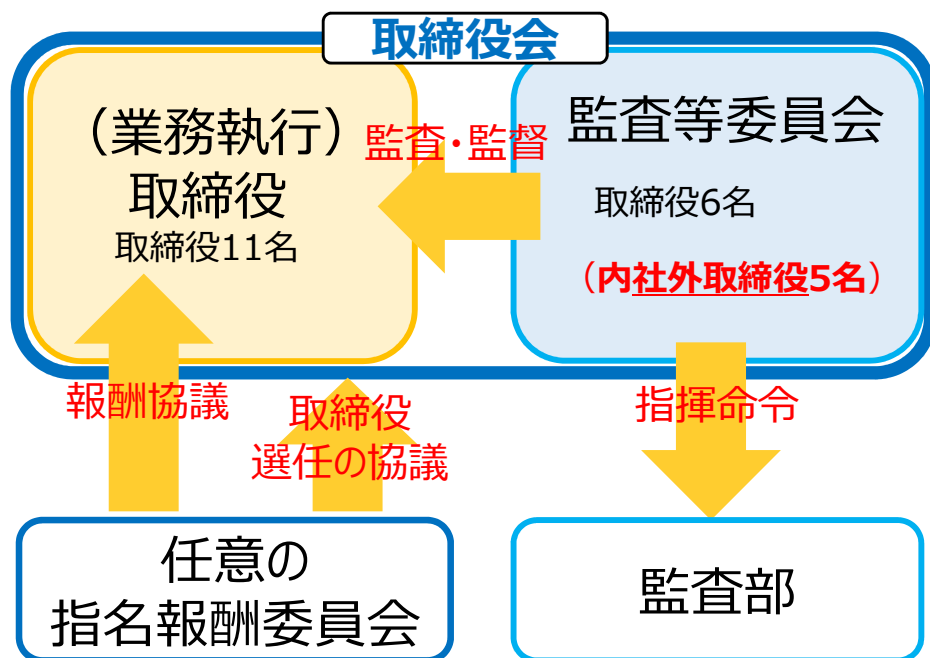 取締役会
（業務執行）
取締役
取締役11名
監査・監督
監査等委員会
取締役6名
（内社外取締役5名）
報酬協議
取締役
選任の協議
指揮命令
任意の
指名報酬委員会
監査部